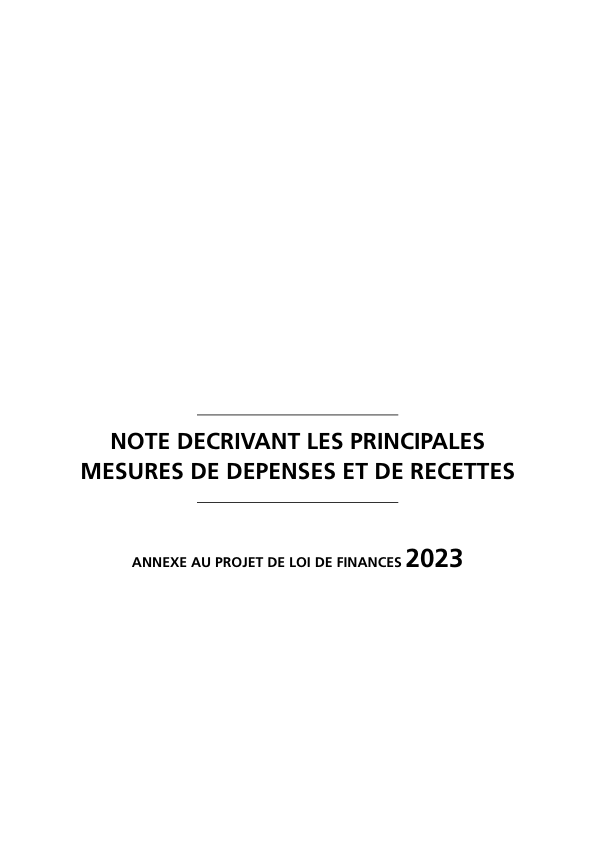 NOTE DECRIVANT LES PRINCIPALES
MESURES DE DEPENSES ET DE RECETTES
ANNEXE AU PROJET DE LOI DE FINANCES 2023